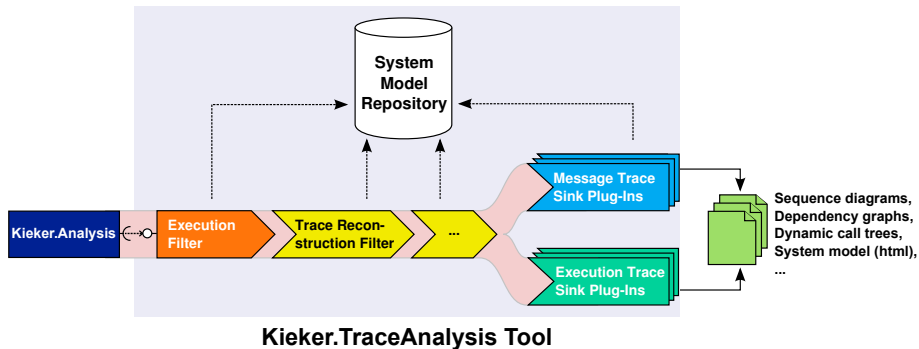 System
Model
Repository
Kieker.Analysis
Execution
Filter
Trace Recon-
struction Filter
...
Message Trace
Sink Plug-Ins
Execution Trace
Sink Plug-Ins
Sequence diagrams,
Dependency graphs,
Dynamic call trees,
System model (html),
...
Kieker.TraceAnalysis Tool